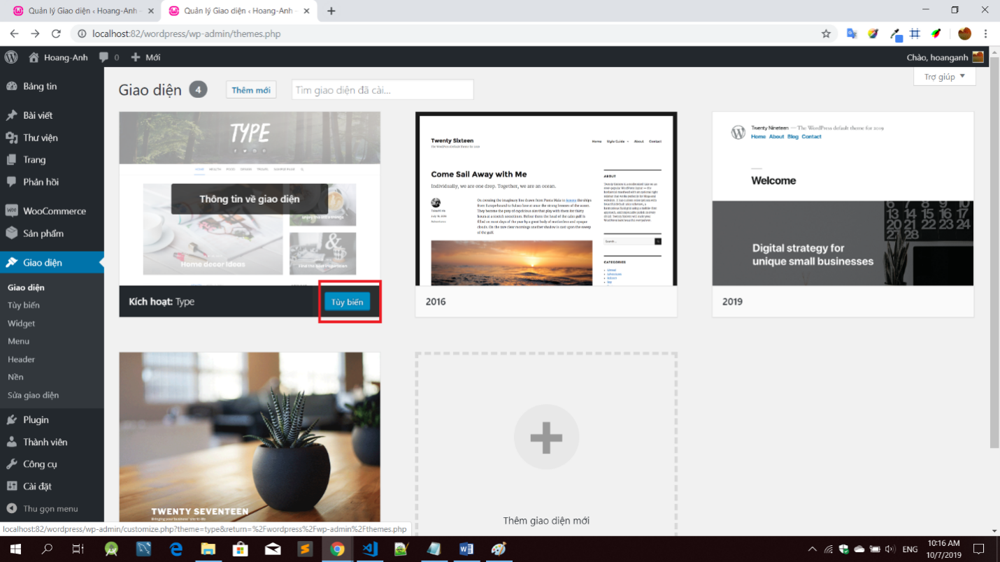 Quản lý Giao diện ‹ Hoang-Anh
Quản lý Giao diện ‹ Hoang-Anh
localhost:82/wordpress/wp-admin/themes.php
Hoang-Anh
0
Mới
Chào, hoanganh
Trợ giúp
Bảng tin
Bài viết
Thư viện
Trang
Phản hồi
WooCommerce
Sản phẩm
Giao diện
Giao diện
Tùy biến
Widget
Menu
Header
Nền
Sửa giao diện
Plugin
Thành viên
Công cụ
Cài đặt
Thu gọn menu
Giao diện 4
Thêm mới
Tìm giao diện đã cài...
TYPE
Thông tin về giao diện
Home decor ideas
Kích hoạt: Type
Tùy biến
Twenty Sixteen
Home Style Guide About Contact
Come Sail Away with Me
Individually, we are one drop. Together, we are an ocean.
ABOUT
CATEGORIES
2016
Twenty Nineteen — The WordPress default theme for 2019
Home About Blog Contact
Welcome
Digital strategy for
unique small businesses
2019
TWENTY SEVENTEEN
Thêm giao diện mới
localhost:82/wordpress/wp-admin/customize.php?theme=type&return=%2Fwordpress%2Fwp-admin%2Fthemes.php
ENG
10:16 AM
10/7/2019